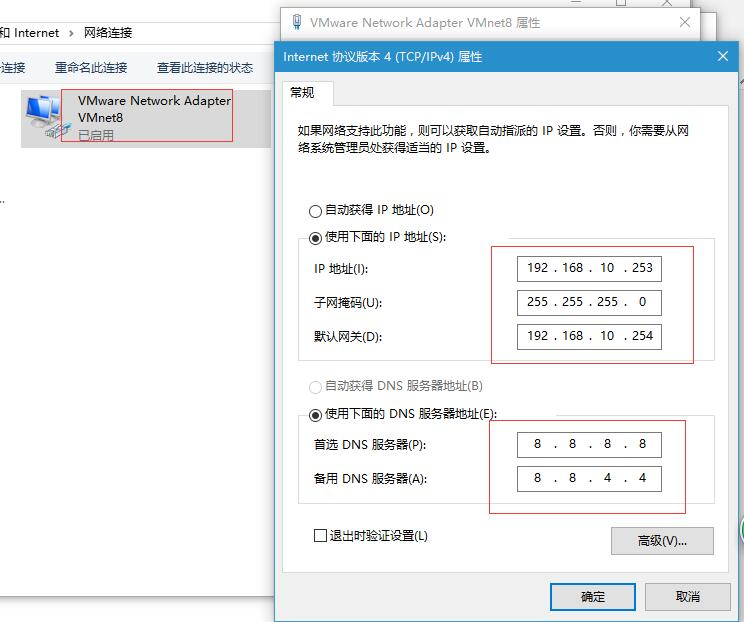 VMware Network Adapter VMnet8 属性
和 Internet > 网络连接
连接 重命名此连接 查看此连接的状态
VMware Network Adapter
VMnet8
已启用
..
Internet 协议版本 4 (TCP/IPv4) 属性
常规
如果网络支持此功能，则可以获取自动指派的 IP 设置。否则，你需要从网
络系统管理员处获得适当的 IP 设置。
自动获得 IP 地址(O)
使用下面的 IP 地址(S):
IP 地址(I): 192 . 168 . 10 . 253
子网掩码(U): 255 . 255 . 255 . 0
默认网关(D): 192 . 168 . 10 . 254
自动获得 DNS 服务器地址(B)
使用下面的 DNS 服务器地址(E):
首选 DNS 服务器(P): 8 . 8 . 8 . 8
备用 DNS 服务器(A): 8 . 8 . 4 . 4
退出时验证设置(L)
高级(V)...
确定 取消